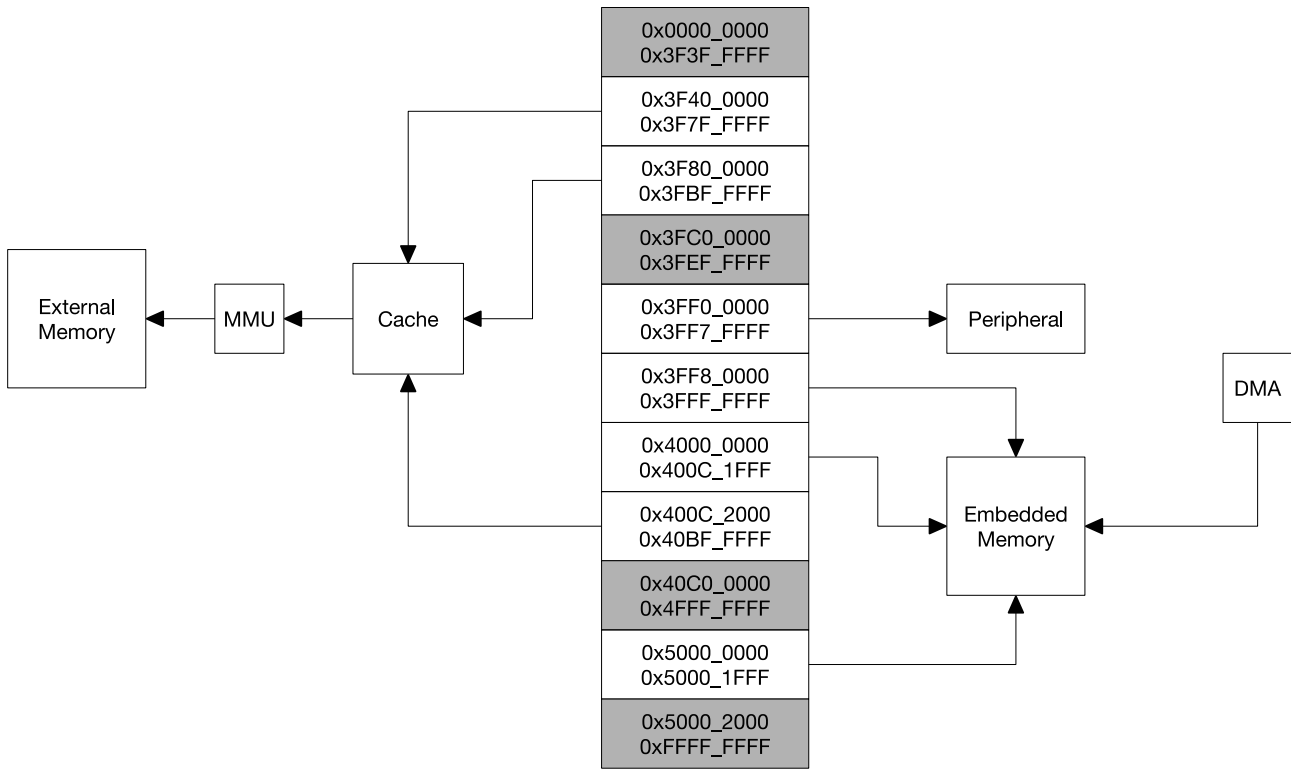 0x0000_0000
0x3F3F_FFFF
0x3F40_0000
0x3F7F_FFFF
0x3F80_0000
0x3FBF_FFFF
0x3FC0_0000
0x3FEF_FFFF
0x3FF0_0000
0x3FF7_FFFF
0x3FF8_0000
0x3FFF_FFFF
0x4000_0000
0x400C_1FFF
0x400C_2000
0x40BF_FFFF
0x40C0_0000
0x4FFF_FFFF
0x5000_0000
0x5000_1FFF
0x5000_2000
0xFFFF_FFFF
External
Memory
MMU
Cache
Peripheral
DMA
Embedded
Memory